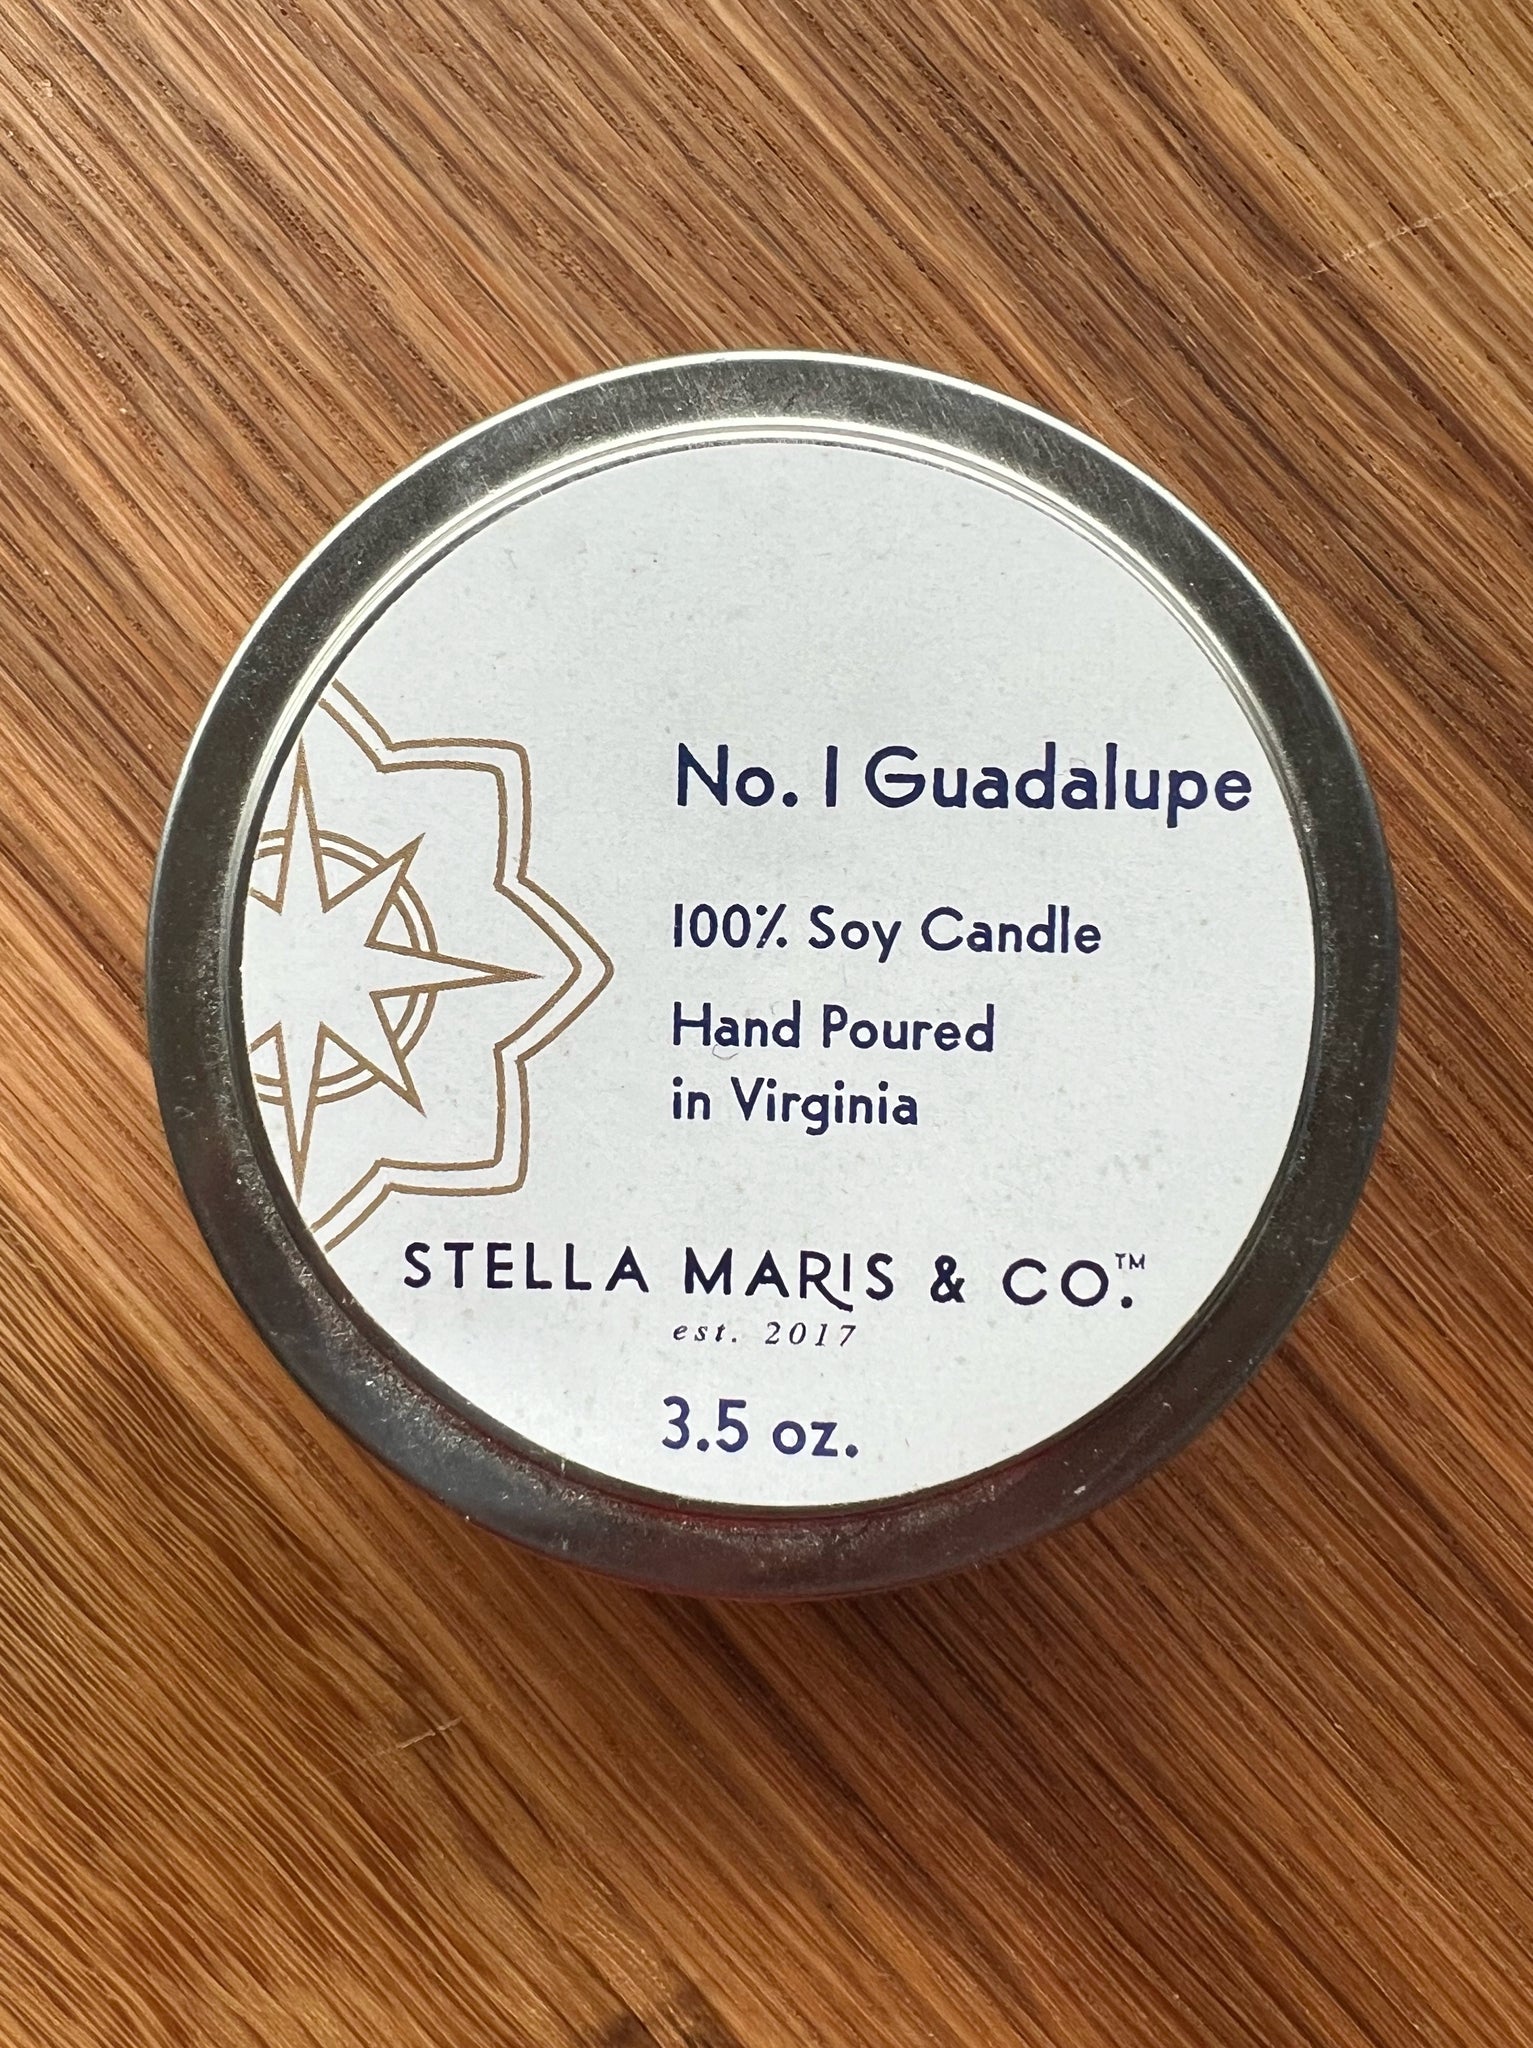 No. 1 Guadalupe
100% Soy Candle
Hand Poured
in Virginia
STELLA MARIS & CO.™
est. 2017
3.5 oz.